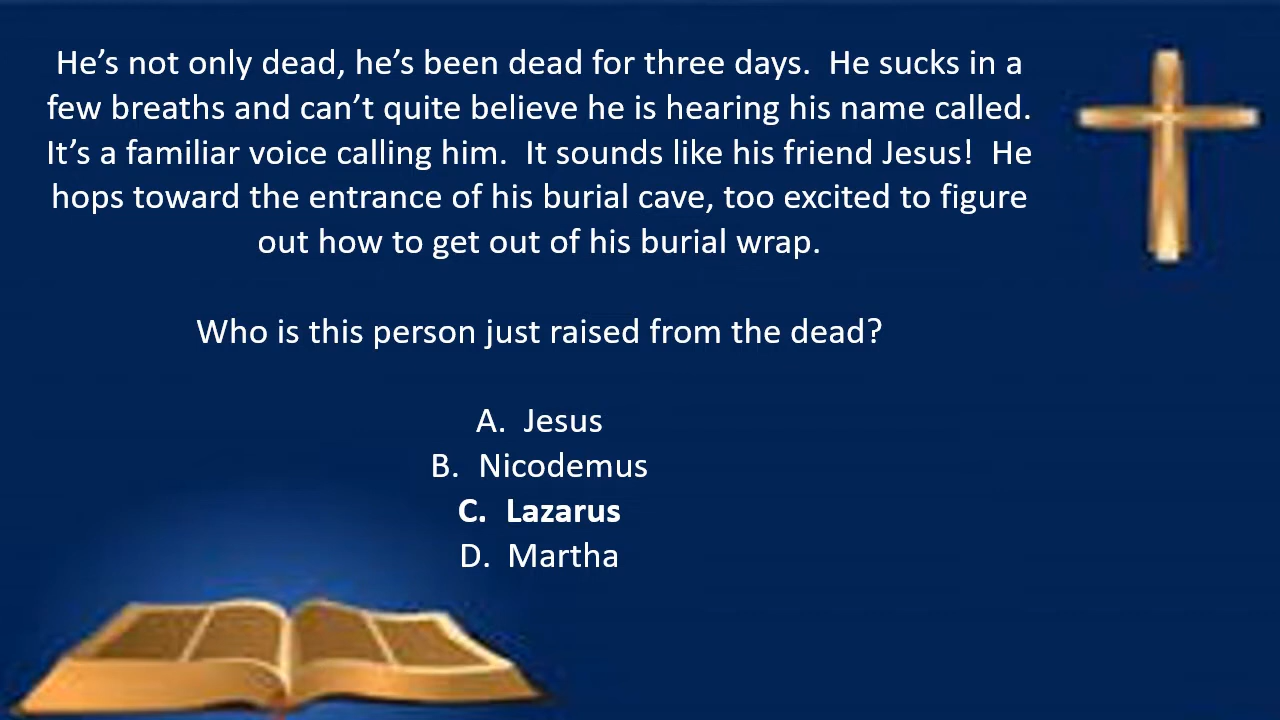 He’s not only dead, he’s been dead for three days.  He sucks in a
few breaths and can’t quite believe he is hearing his name called.
It’s a familiar voice calling him.  It sounds like his friend Jesus!  He
hops toward the entrance of his burial cave, too excited to figure
out how to get out of his burial wrap.
Who is this person just raised from the dead?
A.  Jesus
B.  Nicodemus
C.  Lazarus
D.  Martha